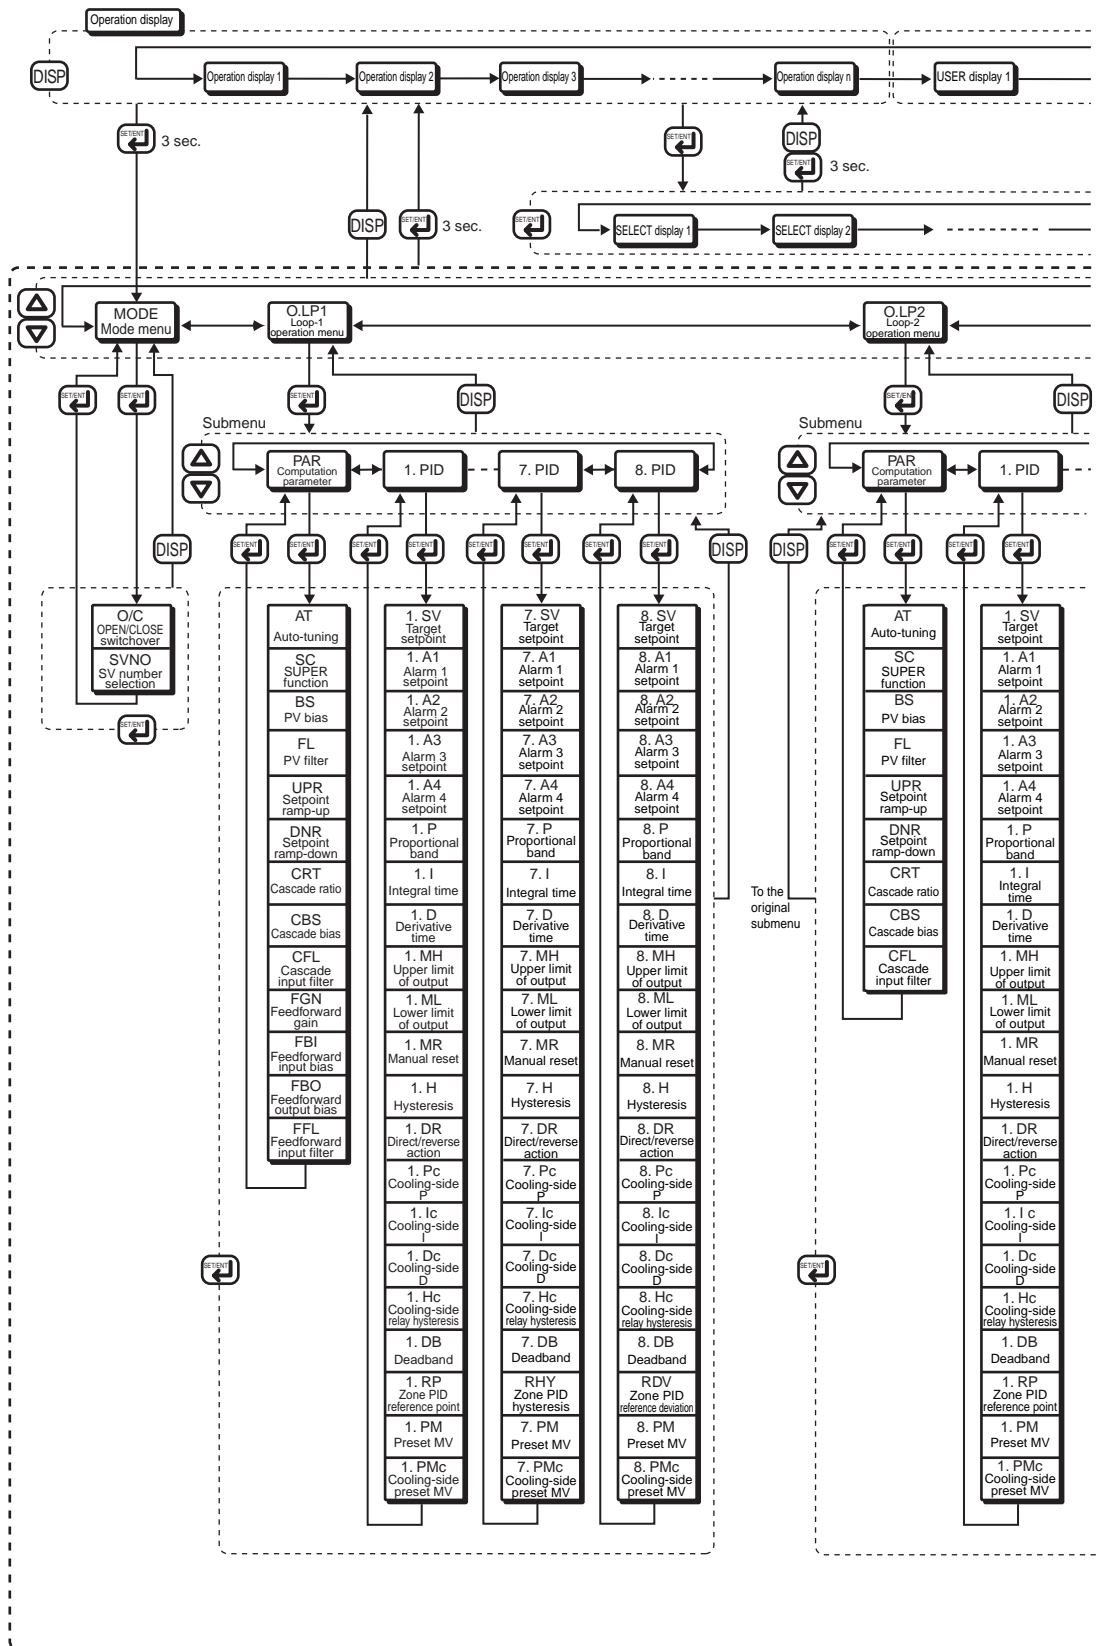 Operation display
DISP
Operation display 1
Operation display 2
Operation display 3
Operation display n
USER display 1
SET/ENT
3 sec.
SET/ENT
DISP
SET/ENT
3 sec.
DISP
SET/ENT
3 sec.
SET/ENT
SELECT display 1
SELECT display 2
MODE
Mode menu
O.LP1
Loop-1
operation menu
O.LP2
Loop-2
operation menu
SET/ENT
SET/ENT
SET/ENT
DISP
SET/ENT
DISP
Submenu
PAR
Computation
parameter
1. PID
7. PID
8. PID
Submenu
PAR
Computation
parameter
1. PID
DISP
SET/ENT
SET/ENT
SET/ENT
SET/ENT
SET/ENT
SET/ENT
SET/ENT
SET/ENT
DISP
DISP
SET/ENT
SET/ENT
SET/ENT
SET/ENT
O/C
OPEN/CLOSE
switchover
SVNO
SV number
selection
SET/ENT
AT
Auto-tuning
SC
SUPER
function
BS
PV bias
FL
PV filter
UPR
Setpoint
ramp-up
DNR
Setpoint
ramp-down
CRT
Cascade ratio
CBS
Cascade bias
CFL
Cascade
input filter
FGN
Feedforward
gain
FBI
Feedforward
input bias
FBO
Feedforward
output bias
FFL
Feedforward
input filter
SET/ENT
1. SV
Target
setpoint
1. A1
Alarm 1
setpoint
1. A2
Alarm 2
setpoint
1. A3
Alarm 3
setpoint
1. A4
Alarm 4
setpoint
1. P
Proportional
band
1. I
Integral time
1. D
Derivative
time
1. MH
Upper limit
of output
1. ML
Lower limit
of output
1. MR
Manual reset
1. H
Hysteresis
1. DR
Direct/reverse
action
1. Pc
Cooling-side
P
1. Ic
Cooling-side
I
1. Dc
Cooling-side
D
1. Hc
Cooling-side
relay hysteresis
1. DB
Deadband
1. RP
Zone PID
reference point
1. PM
Preset MV
1. PMc
Cooling-side
preset MV
7. SV
Target
setpoint
7. A1
Alarm 1
setpoint
7. A2
Alarm 2
setpoint
7. A3
Alarm 3
setpoint
7. A4
Alarm 4
setpoint
7. P
Proportional
band
7. I
Integral time
7. D
Derivative
time
7. MH
Upper limit
of output
7. ML
Lower limit
of output
7. MR
Manual reset
7. H
Hysteresis
7. DR
Direct/reverse
action
7. Pc
Cooling-side
P
7. Ic
Cooling-side
I
7. Dc
Cooling-side
D
7. Hc
Cooling-side
relay hysteresis
7. DB
Deadband
RHY
Zone PID
hysteresis
7. PM
Preset MV
7. PMc
Cooling-side
preset MV
8. SV
Target
setpoint
8. A1
Alarm 1
setpoint
8. A2
Alarm 2
setpoint
8. A3
Alarm 3
setpoint
8. A4
Alarm 4
setpoint
8. P
Proportional
band
8. I
Integral time
8. D
Derivative
time
8. MH
Upper limit
of output
8. ML
Lower limit
of output
8. MR
Manual reset
8. H
Hysteresis
8. DR
Direct/reverse
action
8. Pc
Cooling-side
P
8. Ic
Cooling-side
I
8. Dc
Cooling-side
D
8. Hc
Cooling-side
relay hysteresis
8. DB
Deadband
RDV
Zone PID
reference deviation
8. PM
Preset MV
8. PMc
Cooling-side
preset MV
To the
original
submenu
SET/ENT
AT
Auto-tuning
SC
SUPER
function
BS
PV bias
FL
PV filter
UPR
Setpoint
ramp-up
DNR
Setpoint
ramp-down
CRT
Cascade ratio
CBS
Cascade bias
CFL
Cascade
input filter
1. SV
Target
setpoint
1. A1
Alarm 1
setpoint
1. A2
Alarm 2
setpoint
1. A3
Alarm 3
setpoint
1. A4
Alarm 4
setpoint
1. P
Proportional
band
1. I
Integral
time
1. D
Derivative
time
1. MH
Upper limit
of output
1. ML
Lower limit
of output
1. MR
Manual reset
1. H
Hysteresis
1. DR
Direct/reverse
action
1. Pc
Cooling-side
P
1. I c
Cooling-side
I
1. Dc
Cooling-side
D
1. Hc
Cooling-side
relay hysteresis
1. DB
Deadband
1. RP
Zone PID
reference point
1. PM
Preset MV
1. PMc
Cooling-side
preset MV